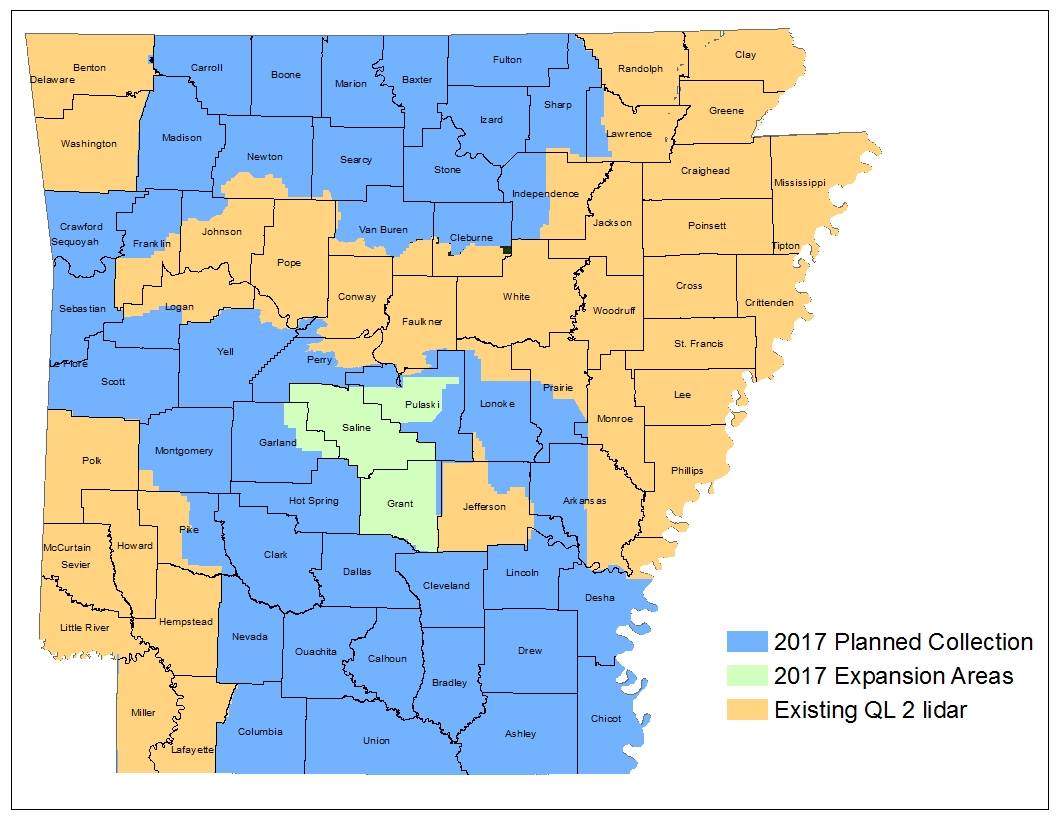 Benton
Delaware
Carroll
Boone
Marion
Baxter
Fulton
Randolph
Clay
Washington
Madison
Newton
Searcy
Izard
Sharp
Lawrence
Greene
Stone
Independence
Craighead
Mississippi
Crawford
Sequoyah
Franklin
Johnson
Pope
Van Buren
Cleburne
Jackson
Poinsett
Tipton
Sebastian
Logan
Conway
Faulkner
White
Woodruff
Cross
Crittenden
Le Flore
Scott
Yell
Perry
St. Francis
Pulaski
Lonoke
Prairie
Monroe
Lee
Polk
Montgomery
Garland
Saline
Phillips
Hot Spring
Grant
Jefferson
Arkansas
McCurtain
Sevier
Howard
Pike
Clark
Dallas
Cleveland
Lincoln
Desha
Little River
Hempstead
Nevada
Ouachita
Calhoun
Bradley
Drew
Miller
Lafayette
Columbia
Union
Ashley
Chicot
2017 Planned Collection
2017 Expansion Areas
Existing QL 2 lidar